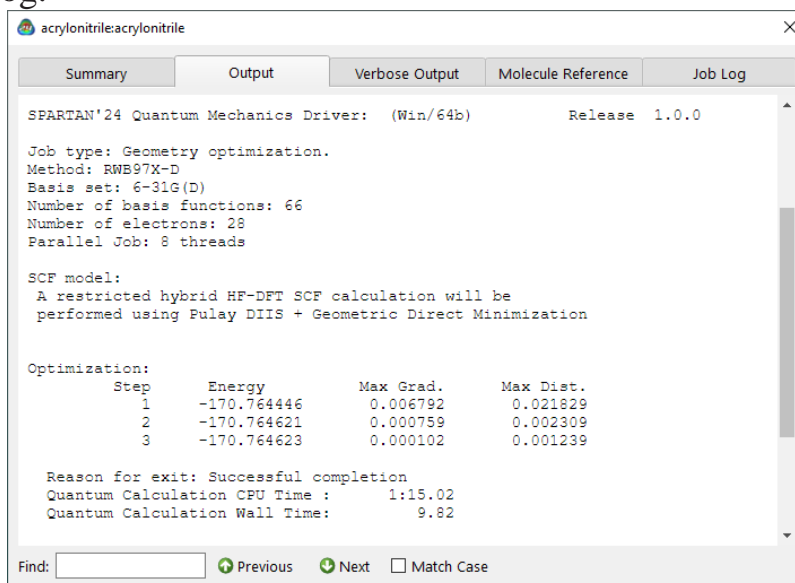 acrylonitrile:acrylonitrile
Summary Output Verbose Output Molecule Reference Job Log
SPARTAN'24 Quantum Mechanics Driver: (Win/64b) Release 1.0.0
Job type: Geometry optimization.
Method: RWB97X-D
Basis set: 6-31G(D)
Number of basis functions: 66
Number of electrons: 28
Parallel Job: 8 threads
SCF model:
A restricted hybrid HF-DFT SCF calculation will be
performed using Pulay DIIS + Geometric Direct Minimization
Optimization:
Step Energy Max Grad. Max Dist.
1 -170.764446 0.006792 0.021829
2 -170.764621 0.000759 0.002309
3 -170.764623 0.000102 0.001239
Reason for exit: Successful completion
Quantum Calculation CPU Time : 1:15.02
Quantum Calculation Wall Time: 9.82
Find: Previous Next Match Case